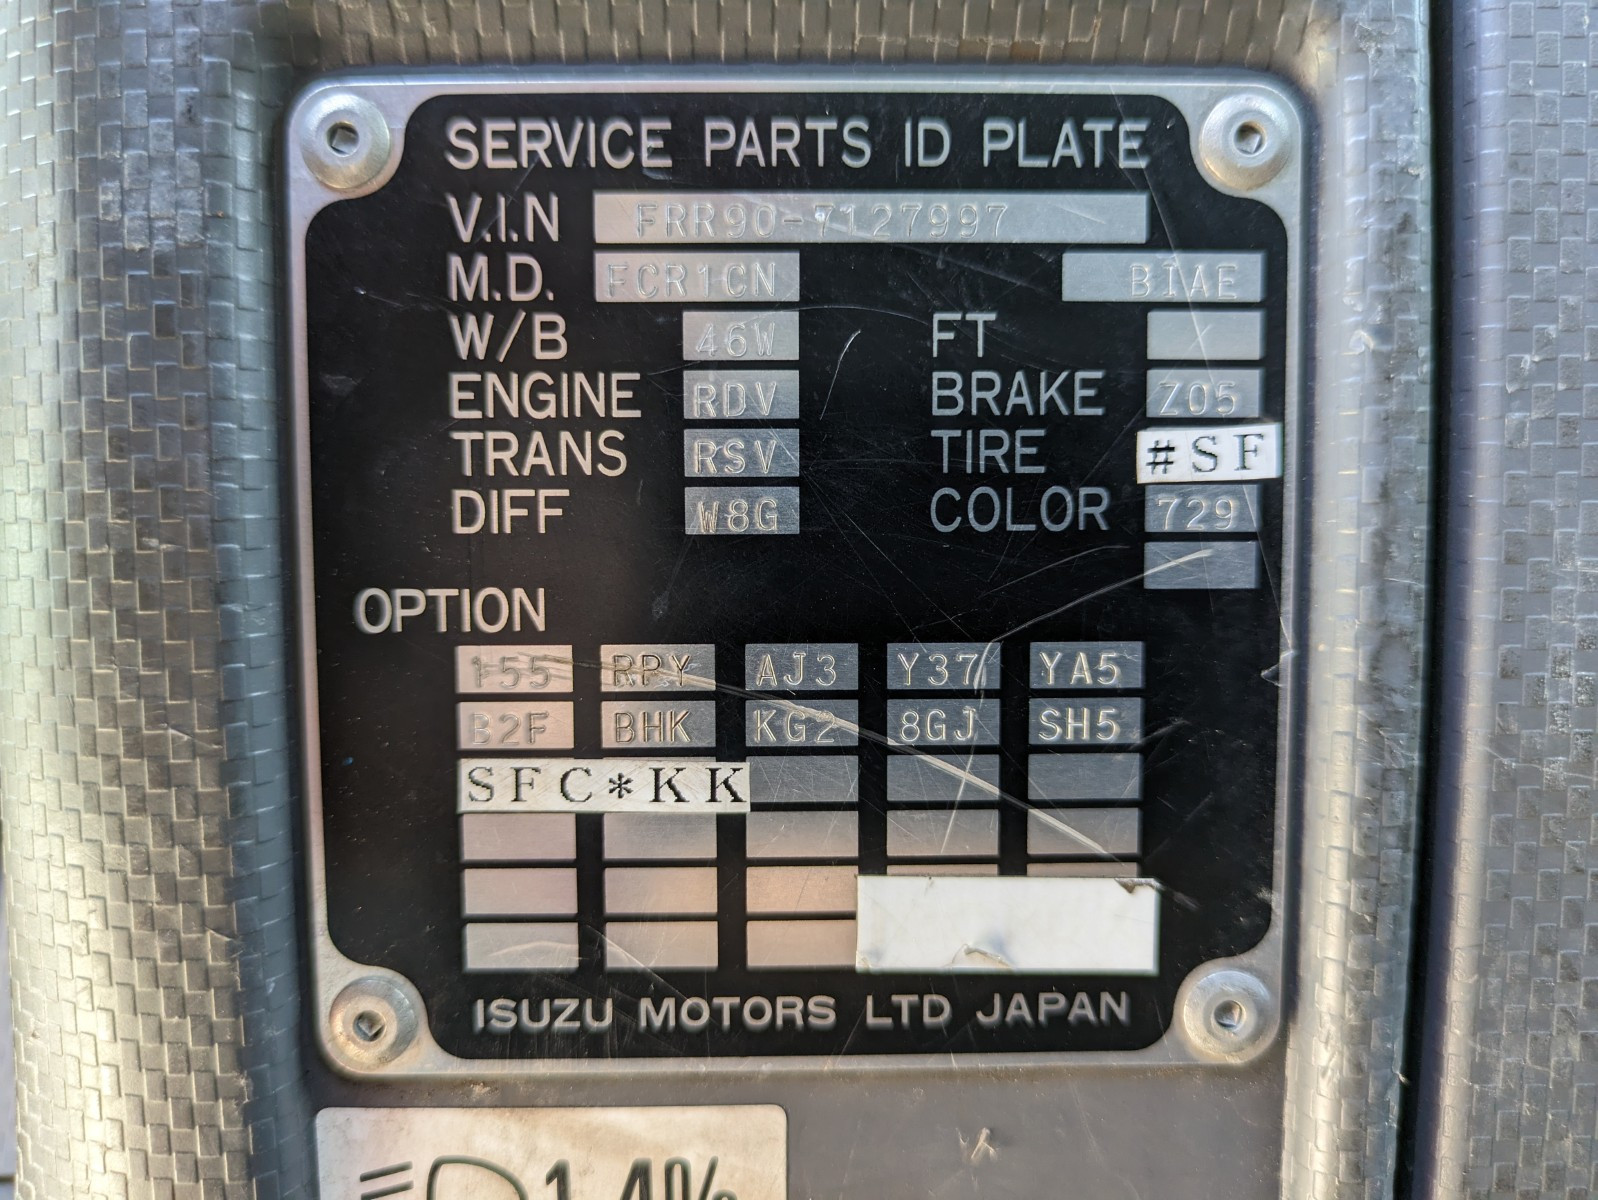 SERVICE PARTS ID PLATE
V.I.N FRR90-7127997
M.D. FCR1CN BIAE
W/B 46W FT
ENGINE RDV BRAKE Z05
TRANS RSV TIRE #SF
DIFF W8G COLOR 729
OPTION
155 RPY AJ3 Y37 YA5
B2F BHK KG2 8GJ SH5
SFC*KK
ISUZU MOTORS LTD JAPAN
1.4%